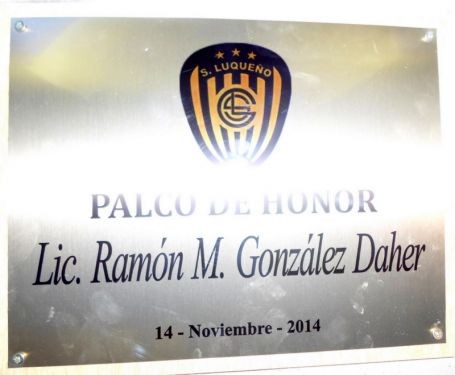 S. LUQUEÑO
PALCO DE HONOR
Lic. Ramón M. González Daher
14 - Noviembre - 2014